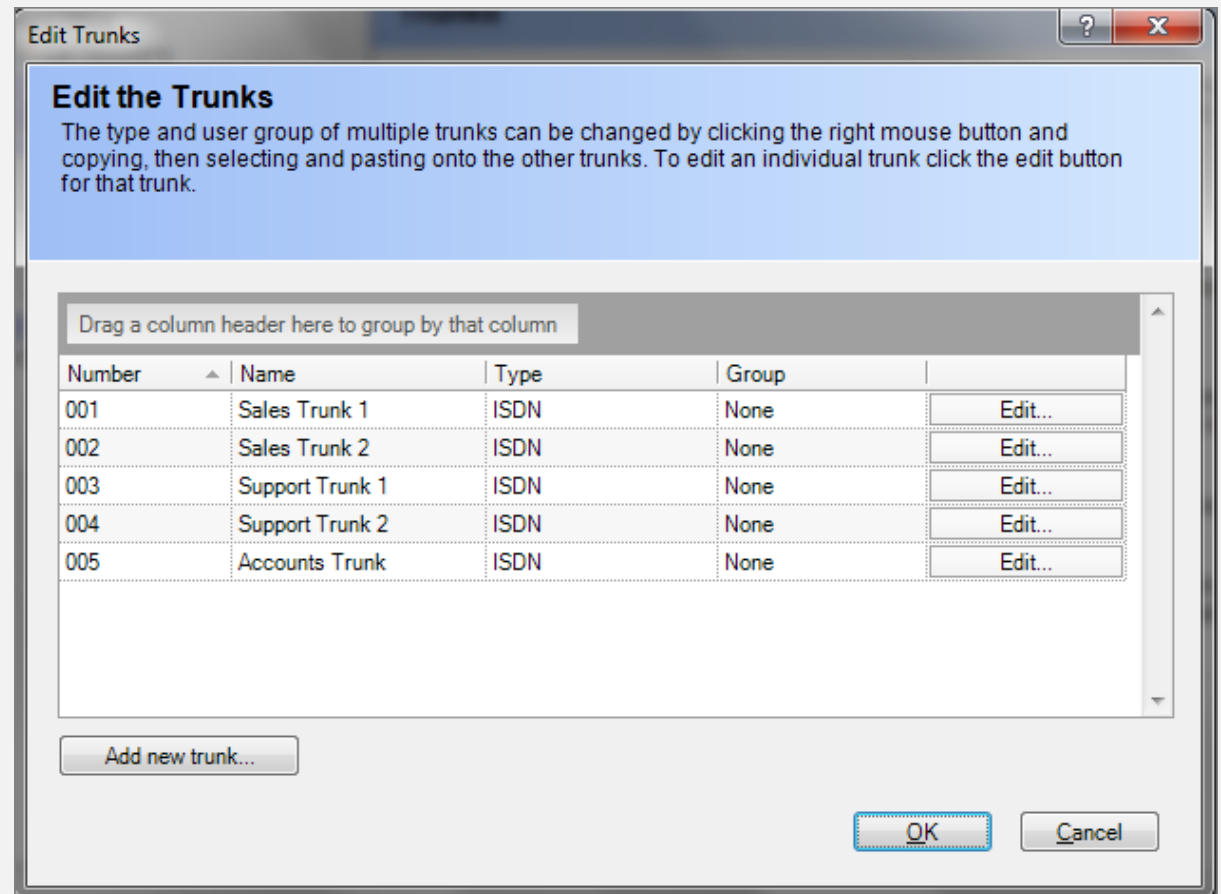 Edit Trunks
Edit the Trunks
The type and user group of multiple trunks can be changed by clicking the right mouse button and
copying, then selecting and pasting onto the other trunks. To edit an individual trunk click the edit button
for that trunk.
Drag a column header here to group by that column
Number Name Type Group
001 Sales Trunk 1 ISDN None Edit...
002 Sales Trunk 2 ISDN None Edit...
003 Support Trunk 1 ISDN None Edit...
004 Support Trunk 2 ISDN None Edit...
005 Accounts Trunk ISDN None Edit...
Add new trunk...
OK Cancel